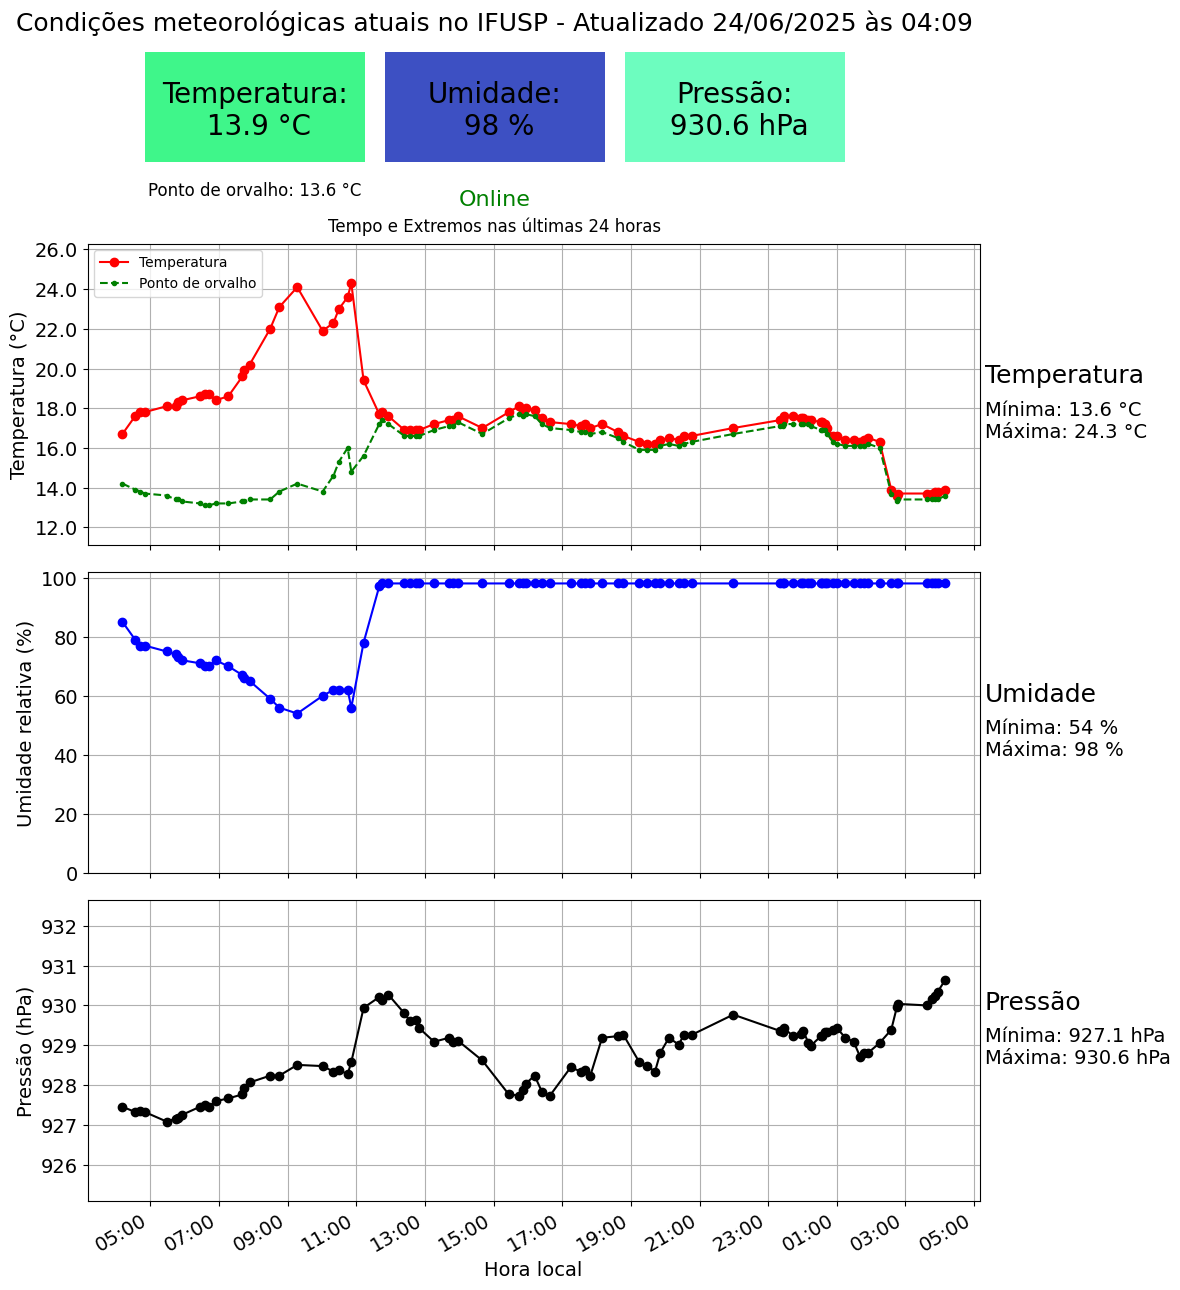 Condições meteorológicas atuais no IFUSP - Atualizado 24/06/2025 às 04:09
Temperatura:
13.9 °C
Umidade:
98 %
Pressão:
930.6 hPa
Ponto de orvalho: 13.6 °C
Online
Tempo e Extremos nas últimas 24 horas
Temperatura
Ponto de orvalho
Temperatura (°C)
26.0
24.0
22.0
20.0
18.0
16.0
14.0
12.0
Temperatura
Mínima: 13.6 °C
Máxima: 24.3 °C
Umidade relativa (%)
100
80
60
40
20
0
Umidade
Mínima: 54 %
Máxima: 98 %
Pressão (hPa)
932
931
930
929
928
927
926
Pressão
Mínima: 927.1 hPa
Máxima: 930.6 hPa
05:00
07:00
09:00
11:00
13:00
15:00
17:00
19:00
21:00
23:00
01:00
03:00
05:00
Hora local